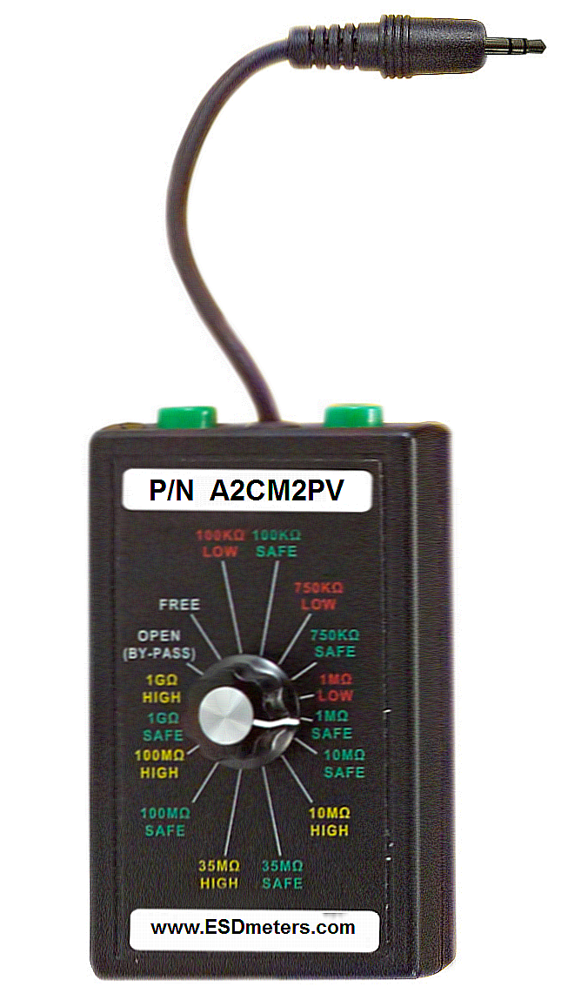 P/N A2CM2PV
100KΩ LOW
100KΩ SAFE
750KΩ LOW
750KΩ SAFE
1MΩ LOW
1MΩ SAFE
10MΩ SAFE
10MΩ HIGH
35MΩ SAFE
35MΩ HIGH
100MΩ SAFE
100MΩ HIGH
1GΩ SAFE
1GΩ HIGH
OPEN (BY-PASS)
FREE
www.ESDmeters.com